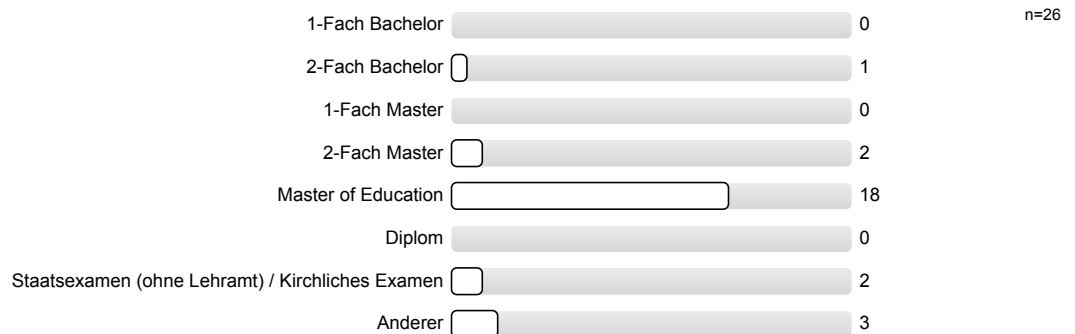 n=26
1-Fach Bachelor 0
2-Fach Bachelor 1
1-Fach Master 0
2-Fach Master 2
Master of Education 18
Diplom 0
Staatsexamen (ohne Lehramt) / Kirchliches Examen 2
Anderer 3